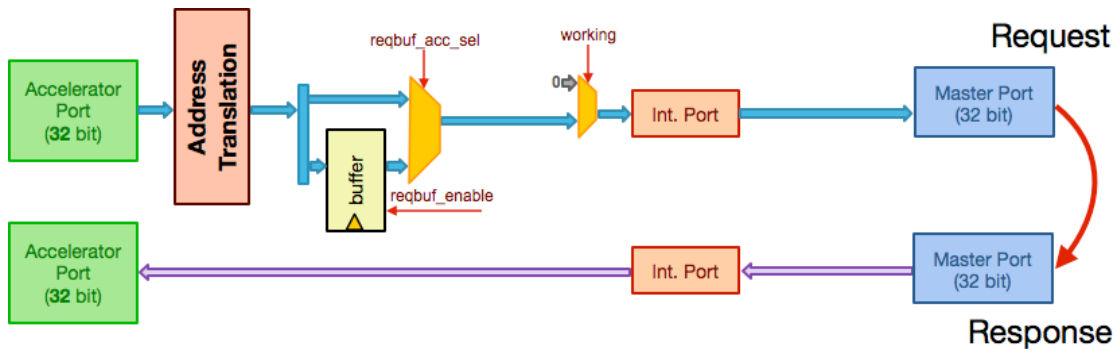 reqbuf_acc_sel
working
Request
Accelerator
Port
(32 bit)
Address
Translation
0
Int. Port
Master Port
(32 bit)
buffer
reqbuf_enable
Accelerator
Port
(32 bit)
Int. Port
Master Port
(32 bit)
Response